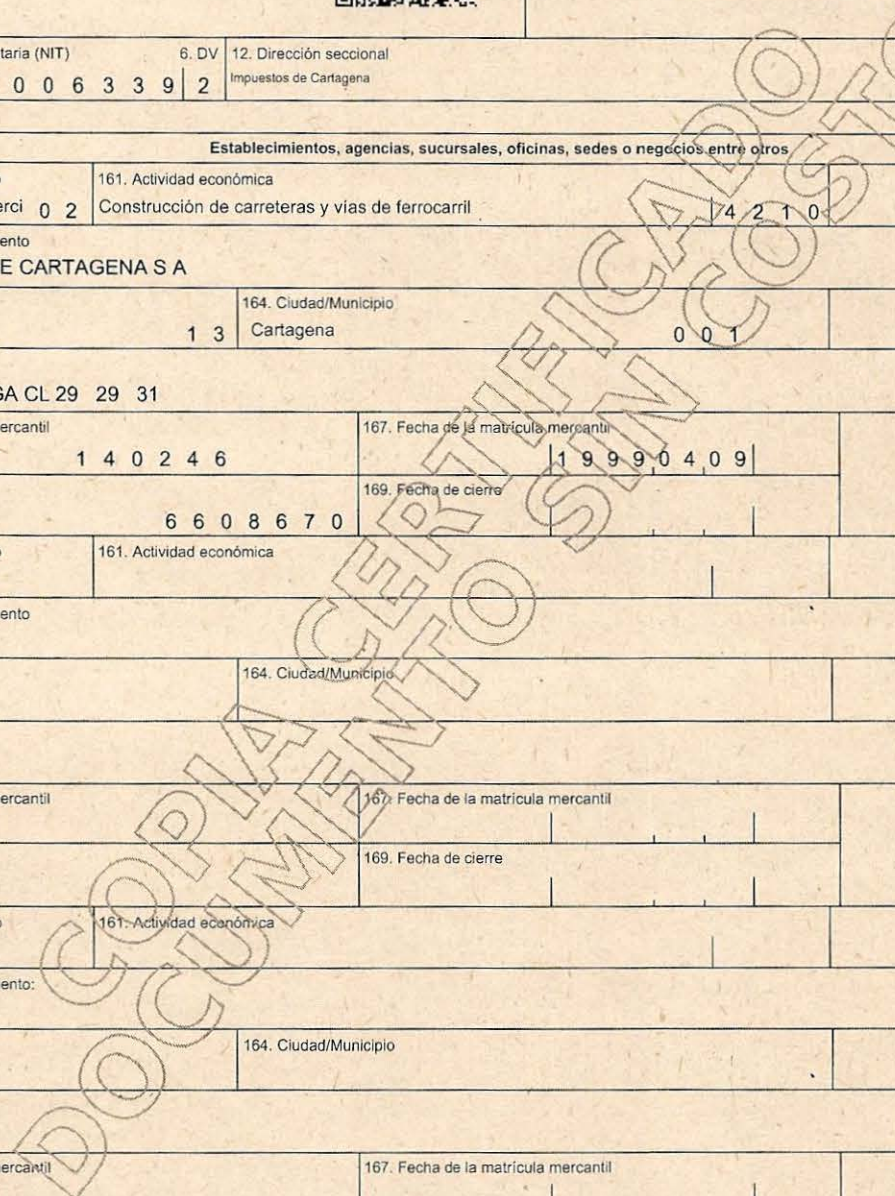 taria (NIT) 6. DV 12. Dirección seccional
0 0 6 3 3 9 2 Impuestos de Cartagena
Establecimientos, agencias, sucursales, oficinas, sedes o negocios entre otros
161. Actividad económica
erci 0 2 Construcción de carreteras y vías de ferrocarril 4 2 1 0
ento
E CARTAGENA S A
164. Ciudad/Municipio
1 3 Cartagena 0 0 1
GA CL 29 29 31
ercantil 167. Fecha de la matrícula mercantil
1 4 0 2 4 6 1 9 9 9 0 4 0 9
169. Fecha de cierre
6 6 0 8 6 7 0
161. Actividad económica
ento
164. Ciudad/Municipio
ercantil 167. Fecha de la matrícula mercantil
169. Fecha de cierre
161. Actividad económica
ento:
164. Ciudad/Municipio
ercantil 167. Fecha de la matrícula mercantil
COPIA CERTIFICADO
DOCUMENTO SIN COSTO